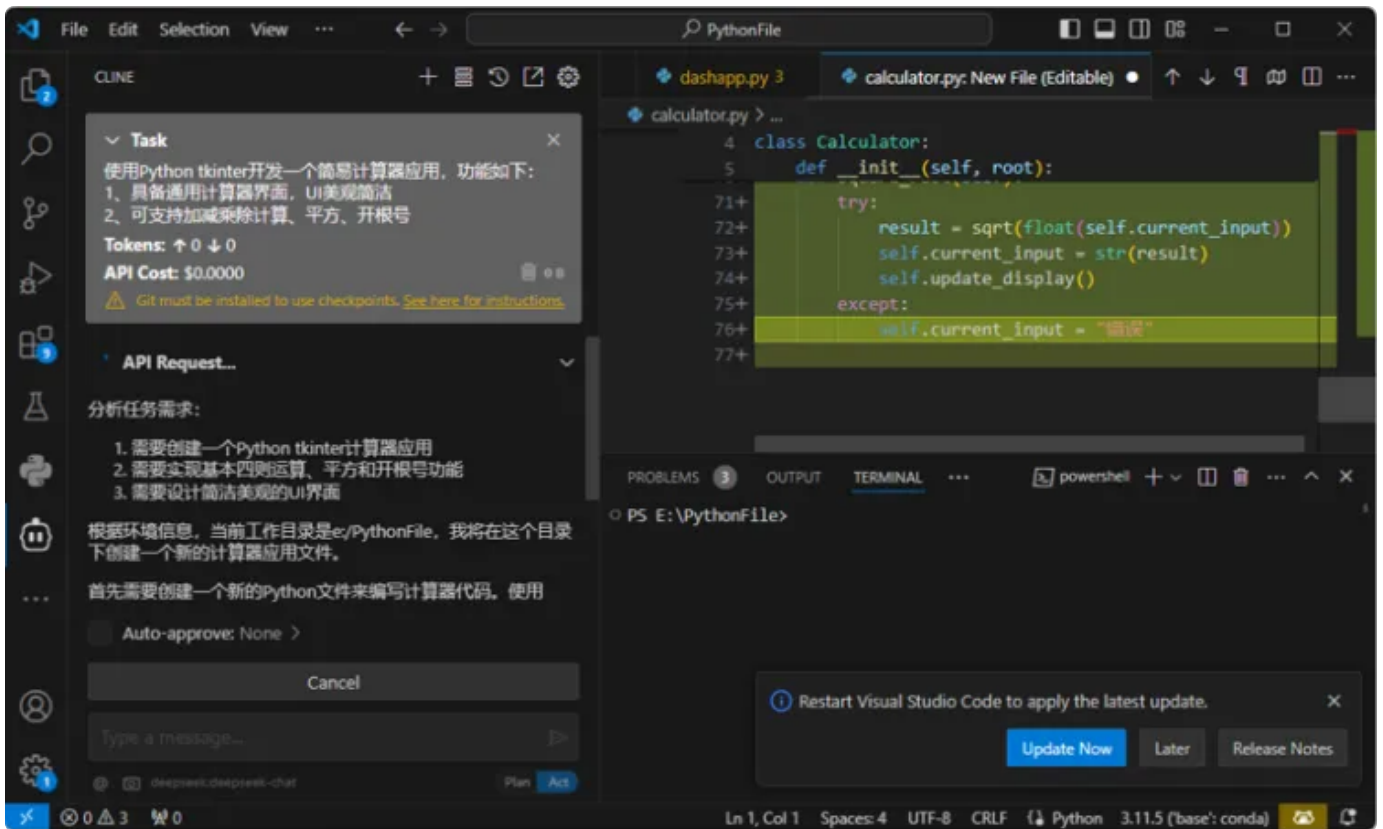 File Edit Selection View ··· PythonFile
CLINE
Task
使用Python tkinter开发一个简易计算器应用，功能如下：
1、具备通用计算器界面，UI美观简洁
2、可支持加减乘除计算、平方、开根号
Tokens: ↑ 0 ↓ 0
API Cost: $0.0000
Git must be installed to use checkpoints. See here for instructions.
API Request...
分析任务需求：
1. 需要创建一个Python tkinter计算器应用
2. 需要实现基本四则运算、平方和开根号功能
3. 需要设计简洁美观的UI界面
根据环境信息，当前工作目录是e:/PythonFile，我将在这个目录
下创建一个新的计算器应用文件。
首先需要创建一个新的Python文件来编写计算器代码。使用
Auto-approve: None >
Cancel
Type a message...
deepseek:deepseek-chat Plan Act
2
9
1
dashapp.py 3 calculator.py: New File (Editable) ●
calculator.py > ...
4 class Calculator:
5 def __init__(self, root):
71+ try:
72+ result = sqrt(float(self.current_input))
73+ self.current_input = str(result)
74+ self.update_display()
75+ except:
76+ self.current_input = "错误"
77+
PROBLEMS 3 OUTPUT TERMINAL ··· powershell
PS E:\PythonFile>
Restart Visual Studio Code to apply the latest update.
Update Now Later Release Notes
0 3 0 Ln 1, Col 1 Spaces: 4 UTF-8 CRLF Python 3.11.5 ('base': conda)